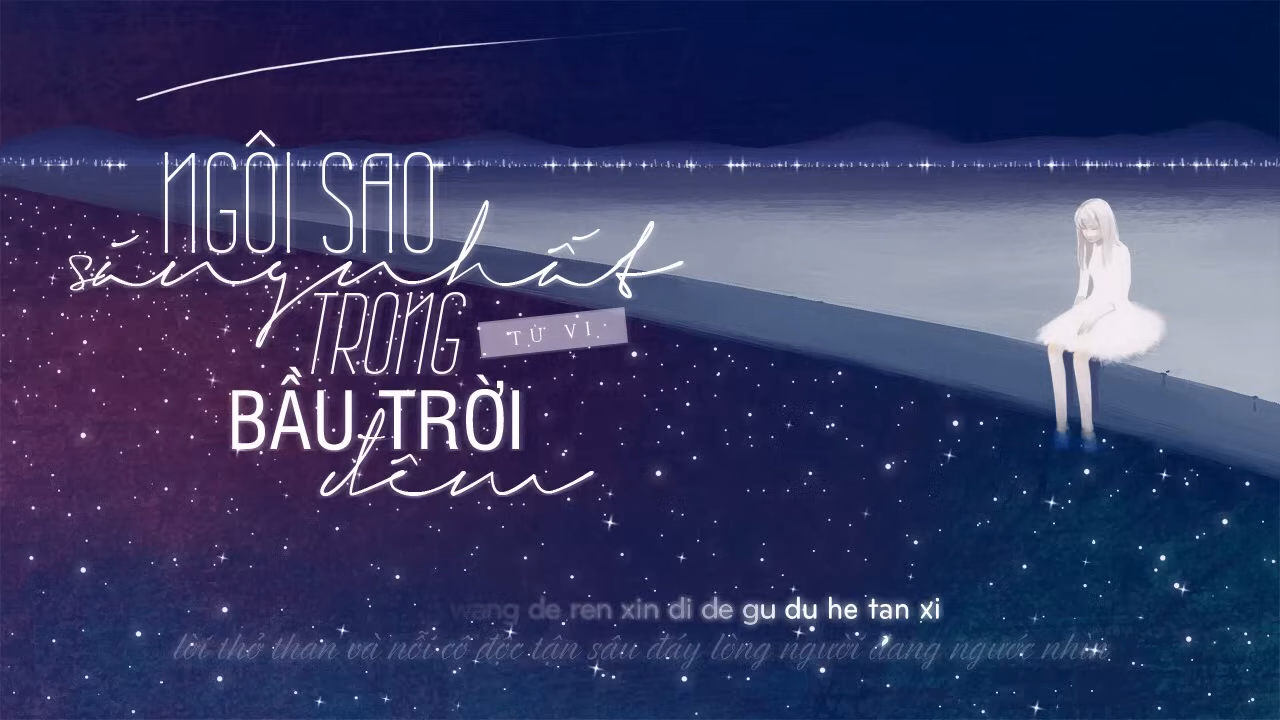 NGÔI SAO
sáng nhất
TRONG
TỪ VI
BẦU TRỜI
đêm
wang de ren xin di de gu du he tan xi
lời thở than và nỗi cô độc tận sâu đáy lòng người đang ngước nhìn